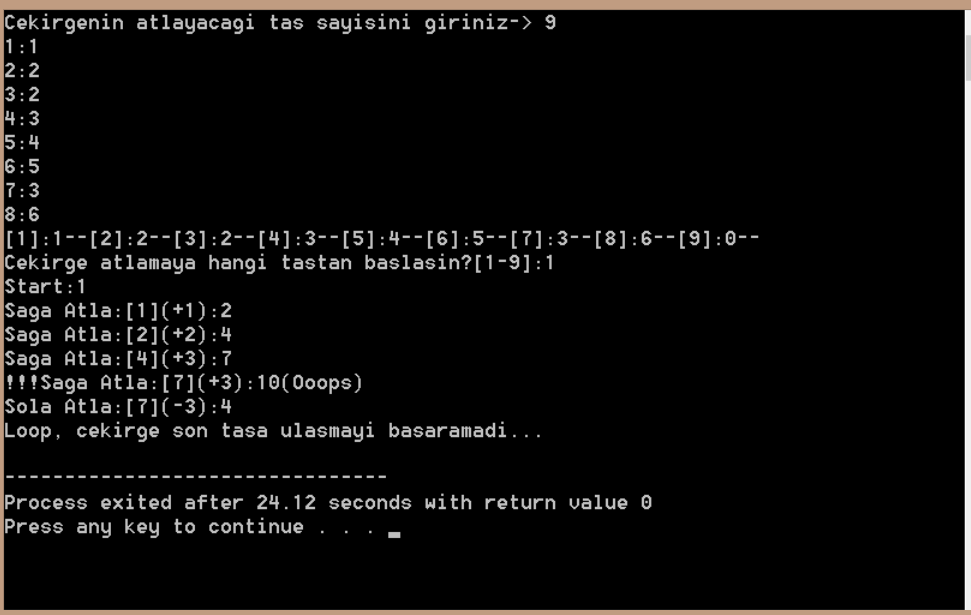 Cekirgenin atlayacagi tas sayisini giriniz-> 9
1:1
2:2
3:2
4:3
5:4
6:5
7:3
8:6
[1]:1--[2]:2--[3]:2--[4]:3--[5]:4--[6]:5--[7]:3--[8]:6--[9]:0--
Cekirge atlamaya hangi tastan baslasin?[1-9]:1
Start:1
Saga Atla:[1](+1):2
Saga Atla:[2](+2):4
Saga Atla:[4](+3):7
!!!Saga Atla:[7](+3):10(Ooops)
Sola Atla:[7](-3):4
Loop, cekirge son tasa ulasmayi basaramadi...
--------------------------------
Process exited after 24.12 seconds with return value 0
Press any key to continue . . .